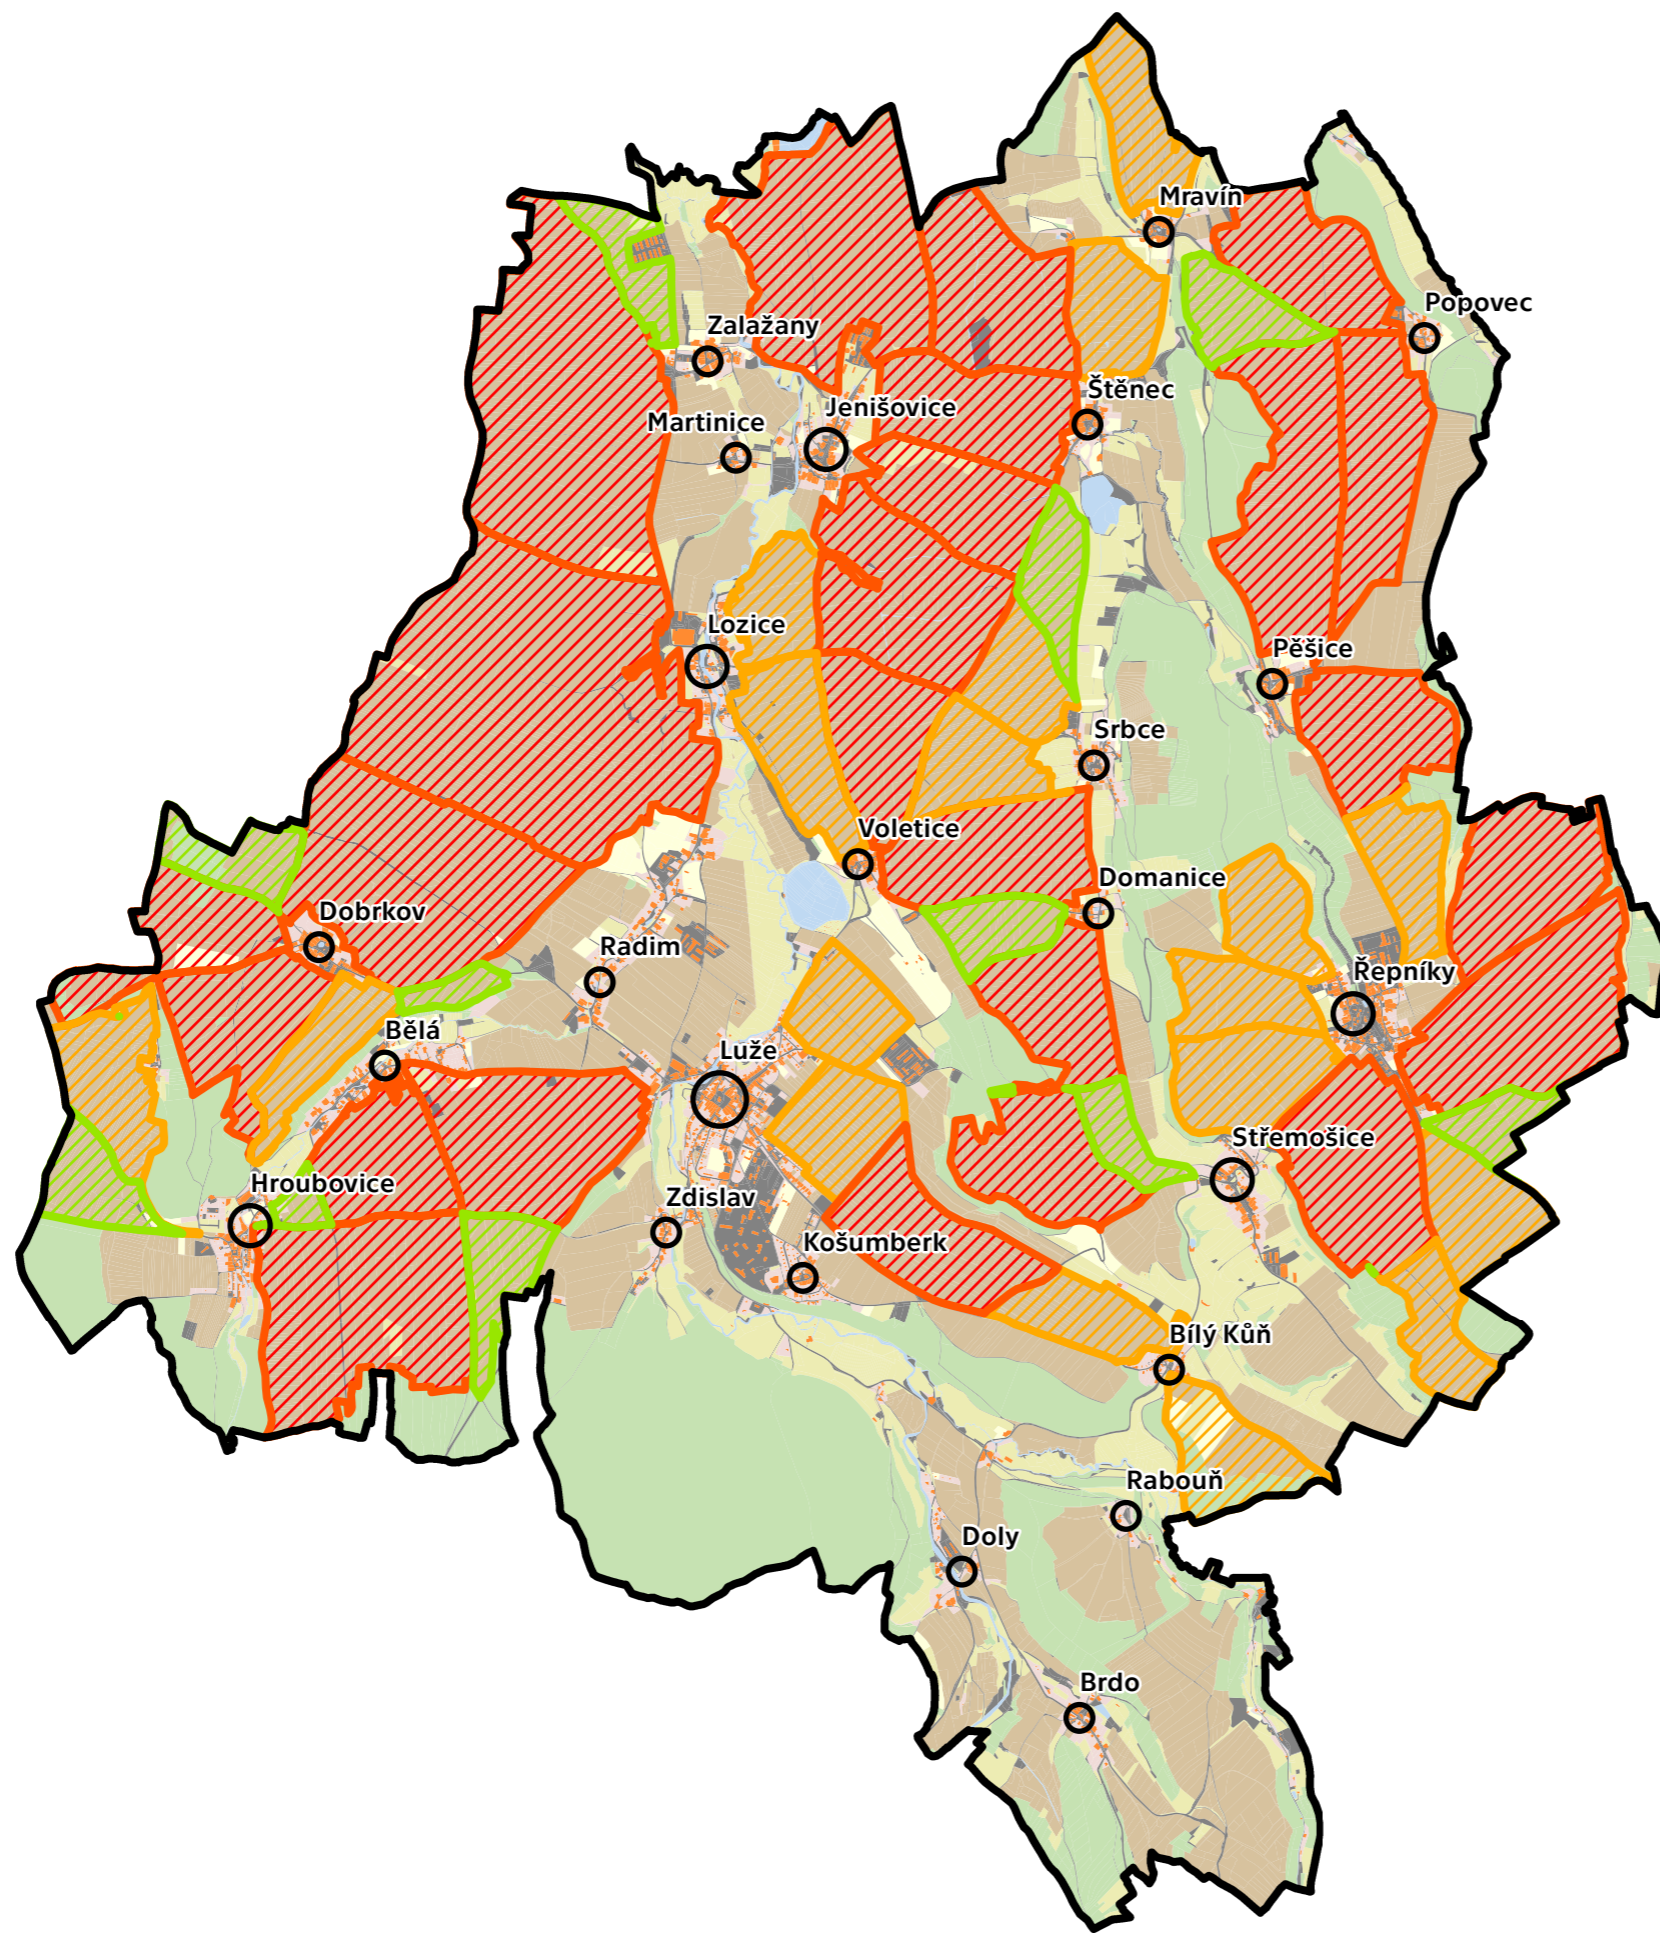 Mravín
Popovec
Zalažany
Štěnec
Jenišovice
Martinice
Lozice
Pěšice
Srbce
Voletice
Domanice
Dobrkov
Radim
Řepníky
Bělá
Luže
Střemošice
Hroubovice
Zdislav
Košumberk
Bílý Kůň
Rabouň
Doly
Brdo